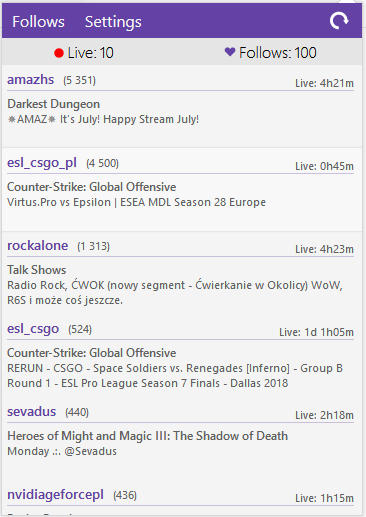 Follows Settings
Live: 10 Follows: 100
amazhs (5 351) Live: 4h21m
Darkest Dungeon
✷AMAZ✷ It's July! Happy Stream July!
esl_csgo_pl (4 500) Live: 0h45m
Counter-Strike: Global Offensive
Virtus.Pro vs Epsilon | ESEA MDL Season 28 Europe
rockalone (1 313) Live: 4h23m
Talk Shows
Radio Rock, ĆWOK (nowy segment - Ćwierkanie w Okolicy) WoW,
R6S i może coś jeszcze.
esl_csgo (524) Live: 1d 1h05m
Counter-Strike: Global Offensive
RERUN - CSGO - Space Soldiers vs. Renegades [Inferno] - Group B
Round 1 - ESL Pro League Season 7 Finals - Dallas 2018
sevadus (440) Live: 2h18m
Heroes of Might and Magic III: The Shadow of Death
Monday .:. @Sevadus
nvidiageforcepl (436) Live: 1h15m